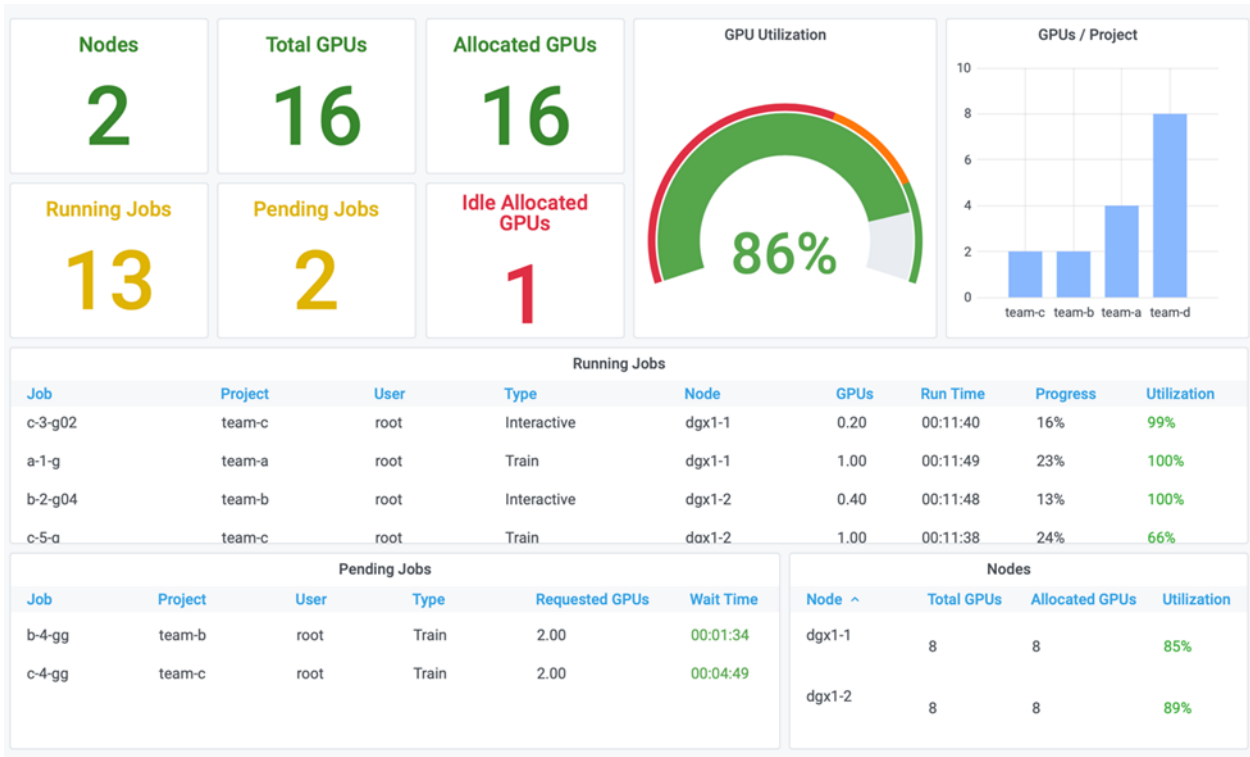 Nodes
2
Total GPUs
16
Allocated GPUs
16
Running Jobs
13
Pending Jobs
2
Idle Allocated
GPUs
1
GPU Utilization
86%
GPUs / Project
10
8
6
4
2
0
team-c team-b team-a team-d
Running Jobs
Job Project User Type Node GPUs Run Time Progress Utilization
c-3-g02 team-c root Interactive dgx1-1 0.20 00:11:40 16% 99%
a-1-g team-a root Train dgx1-1 1.00 00:11:49 23% 100%
b-2-g04 team-b root Interactive dgx1-2 0.40 00:11:48 13% 100%
c-5-g team-c root Train dgx1-2 1.00 00:11:38 24% 66%
Pending Jobs
Job Project User Type Requested GPUs Wait Time
b-4-gg team-b root Train 2.00 00:01:34
c-4-gg team-c root Train 2.00 00:04:49
Nodes
Node Total GPUs Allocated GPUs Utilization
dgx1-1 8 8 85%
dgx1-2 8 8 89%